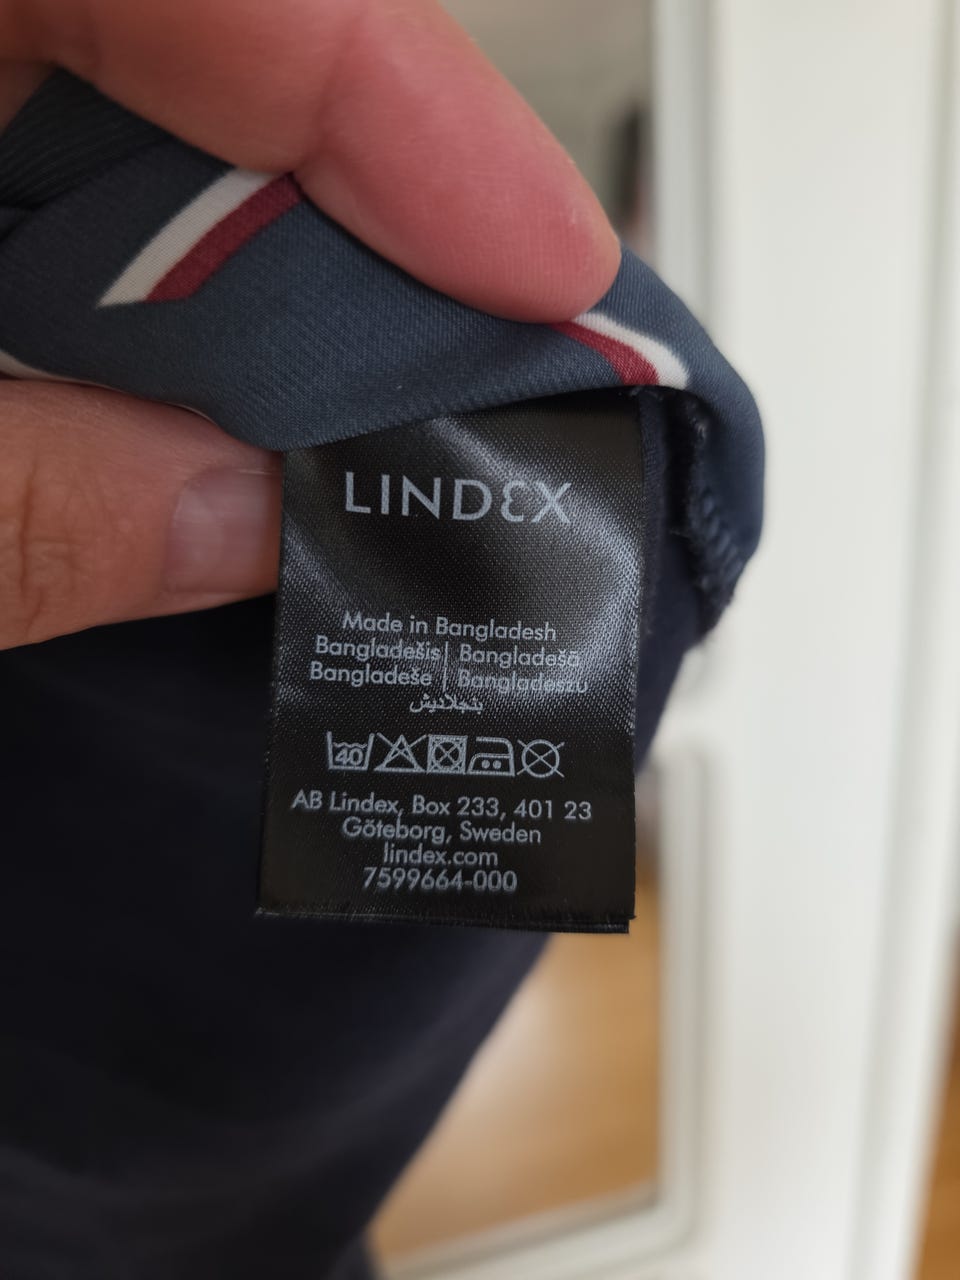 LINDEX
Made in Bangladesh
Bangladešis| Bangladešā
Bangladeše | Bangladeszu
بنجلاديش
40
AB Lindex, Box 233, 401 23
Göteborg, Sweden
lindex.com
7599664-000